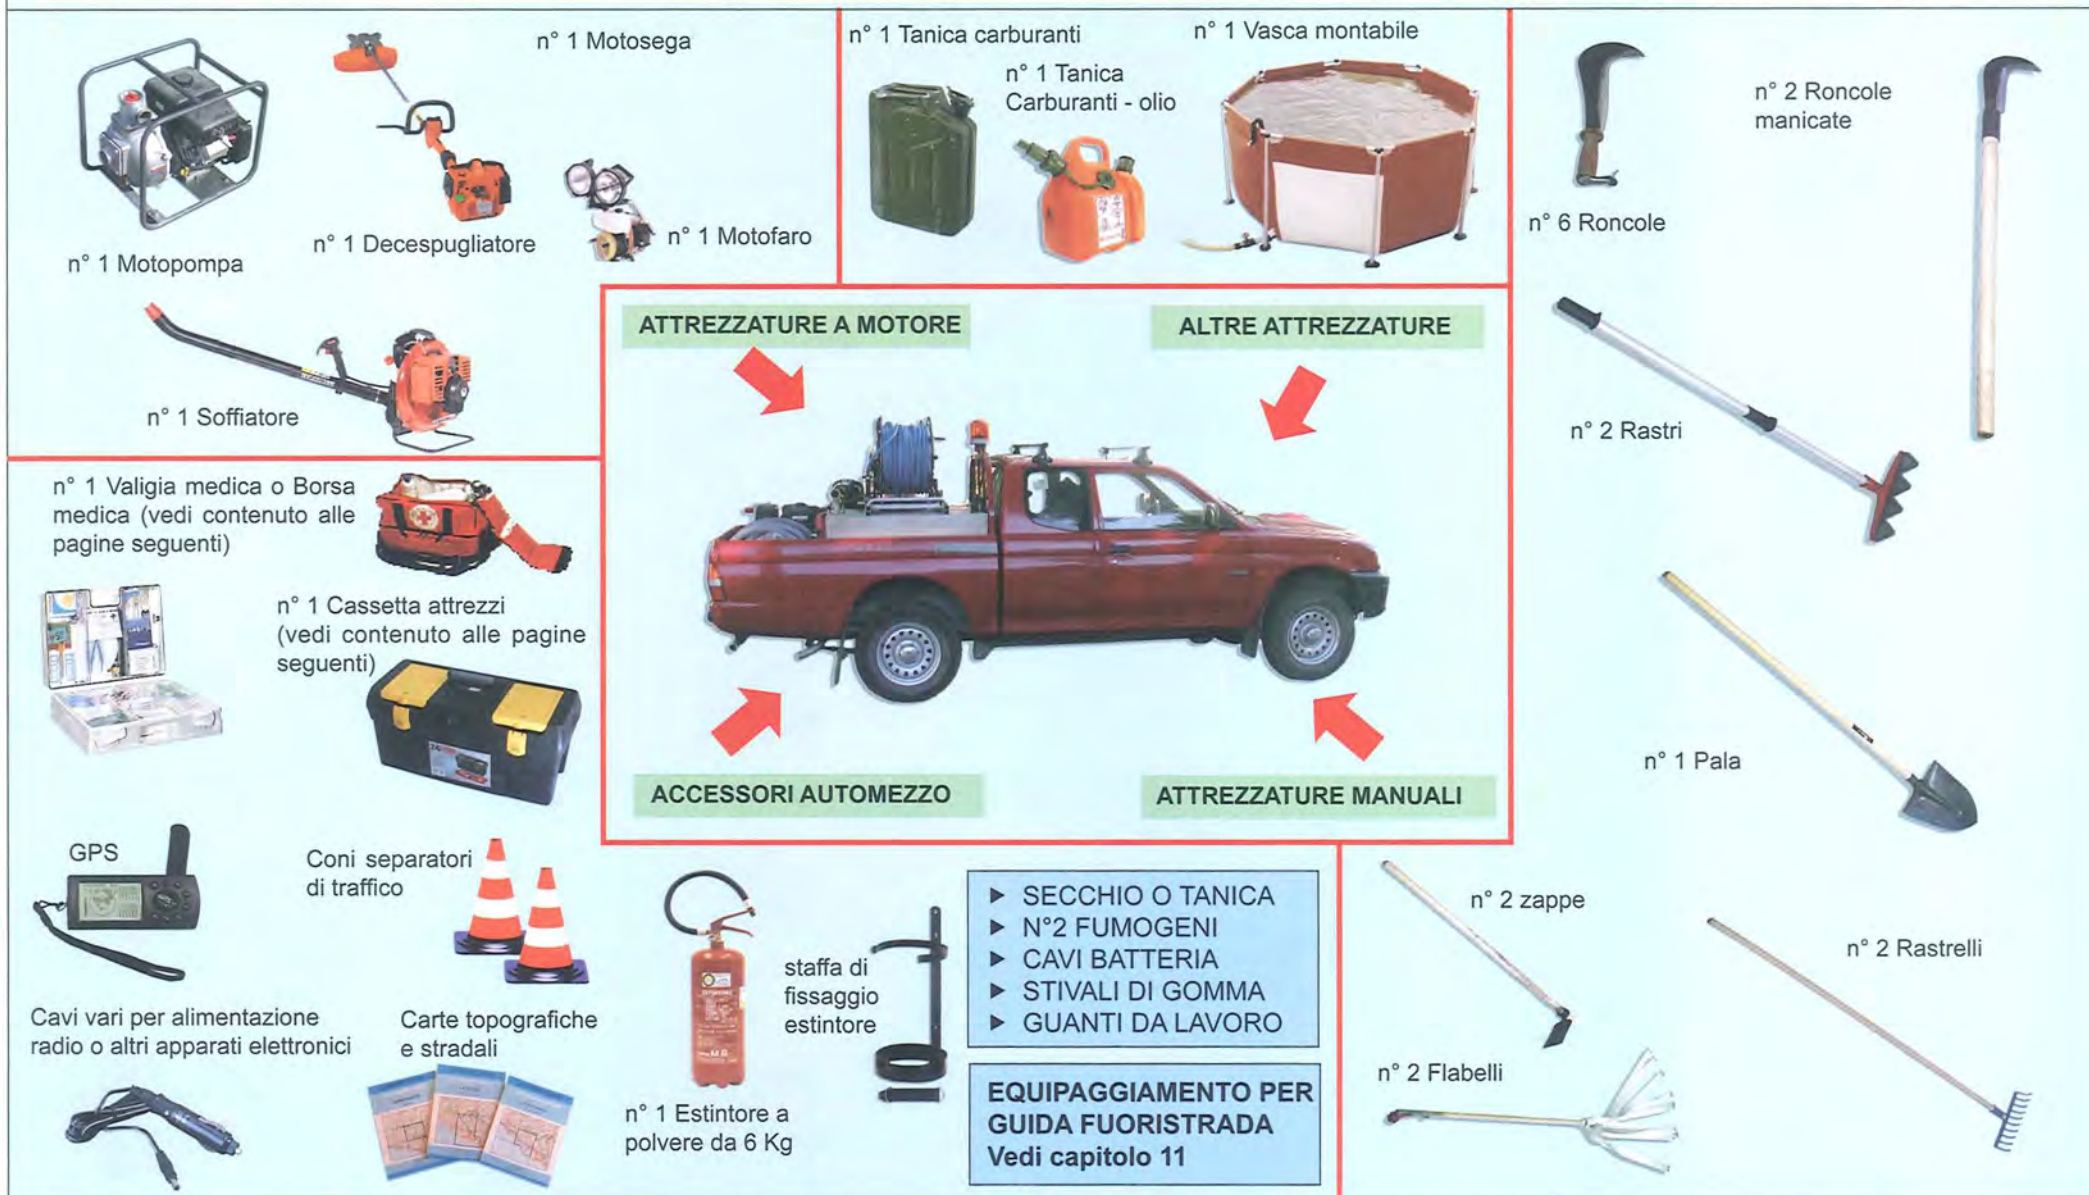 n° 1 Motosega
n° 1 Decespugliatore
n° 1 Motofaro
n° 1 Motopompa
n° 1 Soffiatore
n° 1 Tanica carburanti
n° 1 Tanica
Carburanti - olio
n° 1 Vasca montabile
n° 2 Roncole
manicate
n° 6 Roncole
n° 2 Rastri
n° 1 Pala
ATTREZZATURE A MOTORE
ALTRE ATTREZZATURE
ACCESSORI AUTOMEZZO
ATTREZZATURE MANUALI
n° 1 Valigia medica o Borsa
medica (vedi contenuto alle
pagine seguenti)
n° 1 Cassetta attrezzi
(vedi contenuto alle pagine
seguenti)
GPS
Coni separatori
di traffico
Cavi vari per alimentazione
radio o altri apparati elettronici
Carte topografiche
e stradali
n° 1 Estintore a
polvere da 6 Kg
staffa di
fissaggio
estintore
▶ SECCHIO O TANICA
▶ N°2 FUMOGENI
▶ CAVI BATTERIA
▶ STIVALI DI GOMMA
▶ GUANTI DA LAVORO
EQUIPAGGIAMENTO PER
GUIDA FUORISTRADA
Vedi capitolo 11
n° 2 zappe
n° 2 Rastrelli
n° 2 Flabelli